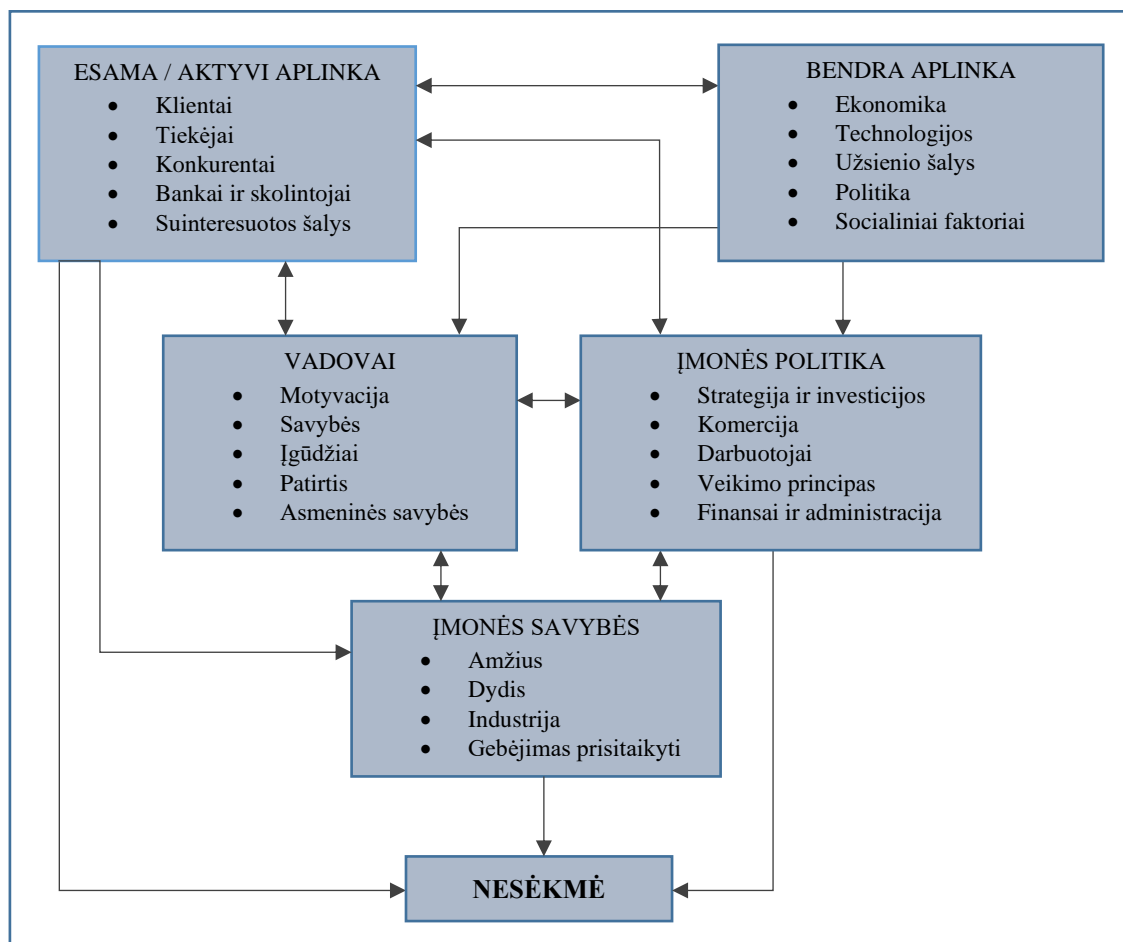 ESAMA / AKTYVI APLINKA
• Klientai
• Tiekėjai
• Konkurentai
• Bankai ir skolintojai
• Suinteresuotos šalys
BENDRA APLINKA
• Ekonomika
• Technologijos
• Užsienio šalys
• Politika
• Socialiniai faktoriai
VADOVAI
• Motyvacija
• Savybės
• Įgūdžiai
• Patirtis
• Asmeninės savybės
ĮMONĖS POLITIKA
• Strategija ir investicijos
• Komercija
• Darbuotojai
• Veikimo principas
• Finansai ir administracija
ĮMONĖS SAVYBĖS
• Amžius
• Dydis
• Industrija
• Gebėjimas prisitaikyti
NESĖKMĖ